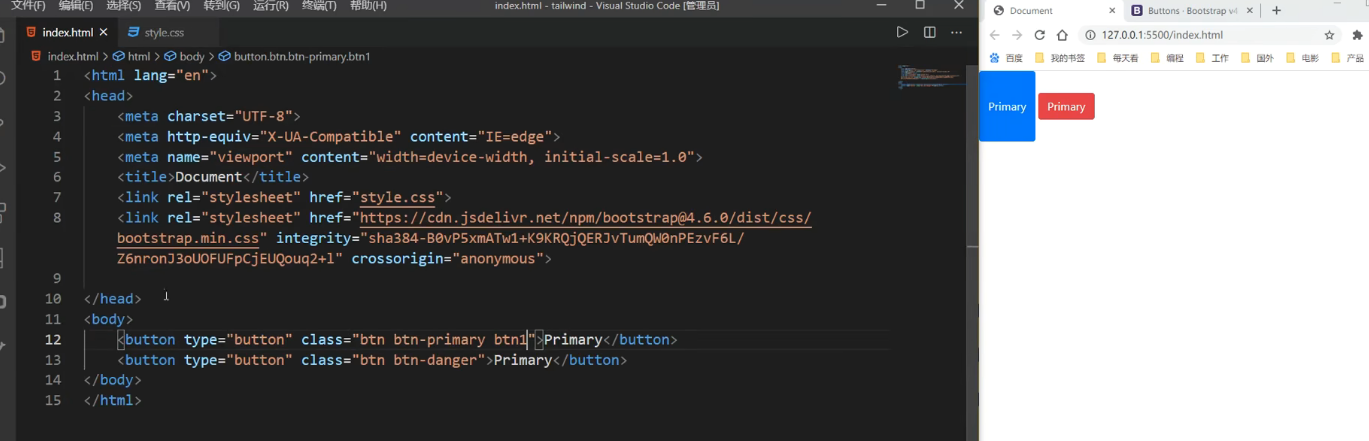 文件(F) 编辑(E) 选择(S) 查看(V) 转到(G) 运行(R) 终端(T) 帮助(H) index.html - tailwind - Visual Studio Code [管理员]
index.html style.css
index.html > html > body > button.btn.btn-primary.btn1
1 <html lang="en">
2 <head>
3 <meta charset="UTF-8">
4 <meta http-equiv="X-UA-Compatible" content="IE=edge">
5 <meta name="viewport" content="width=device-width, initial-scale=1.0">
6 <title>Document</title>
7 <link rel="stylesheet" href="style.css">
8 <link rel="stylesheet" href="https://cdn.jsdelivr.net/npm/bootstrap@4.6.0/dist/css/
bootstrap.min.css" integrity="sha384-B0vP5xmATw1+K9KRQjQERJvTumQW0nPEzvF6L/
Z6nronJ3oUOFUFpCjEUQouq2+l" crossorigin="anonymous">
9
10 </head>
11 <body>
12 <button type="button" class="btn btn-primary btn1">Primary</button>
13 <button type="button" class="btn btn-danger">Primary</button>
14 </body>
15 </html>
Document Buttons · Bootstrap v4
127.0.0.1:5500/index.html
百度 我的书签 每天看 编程 工作 国外 电影 产品
Primary Primary